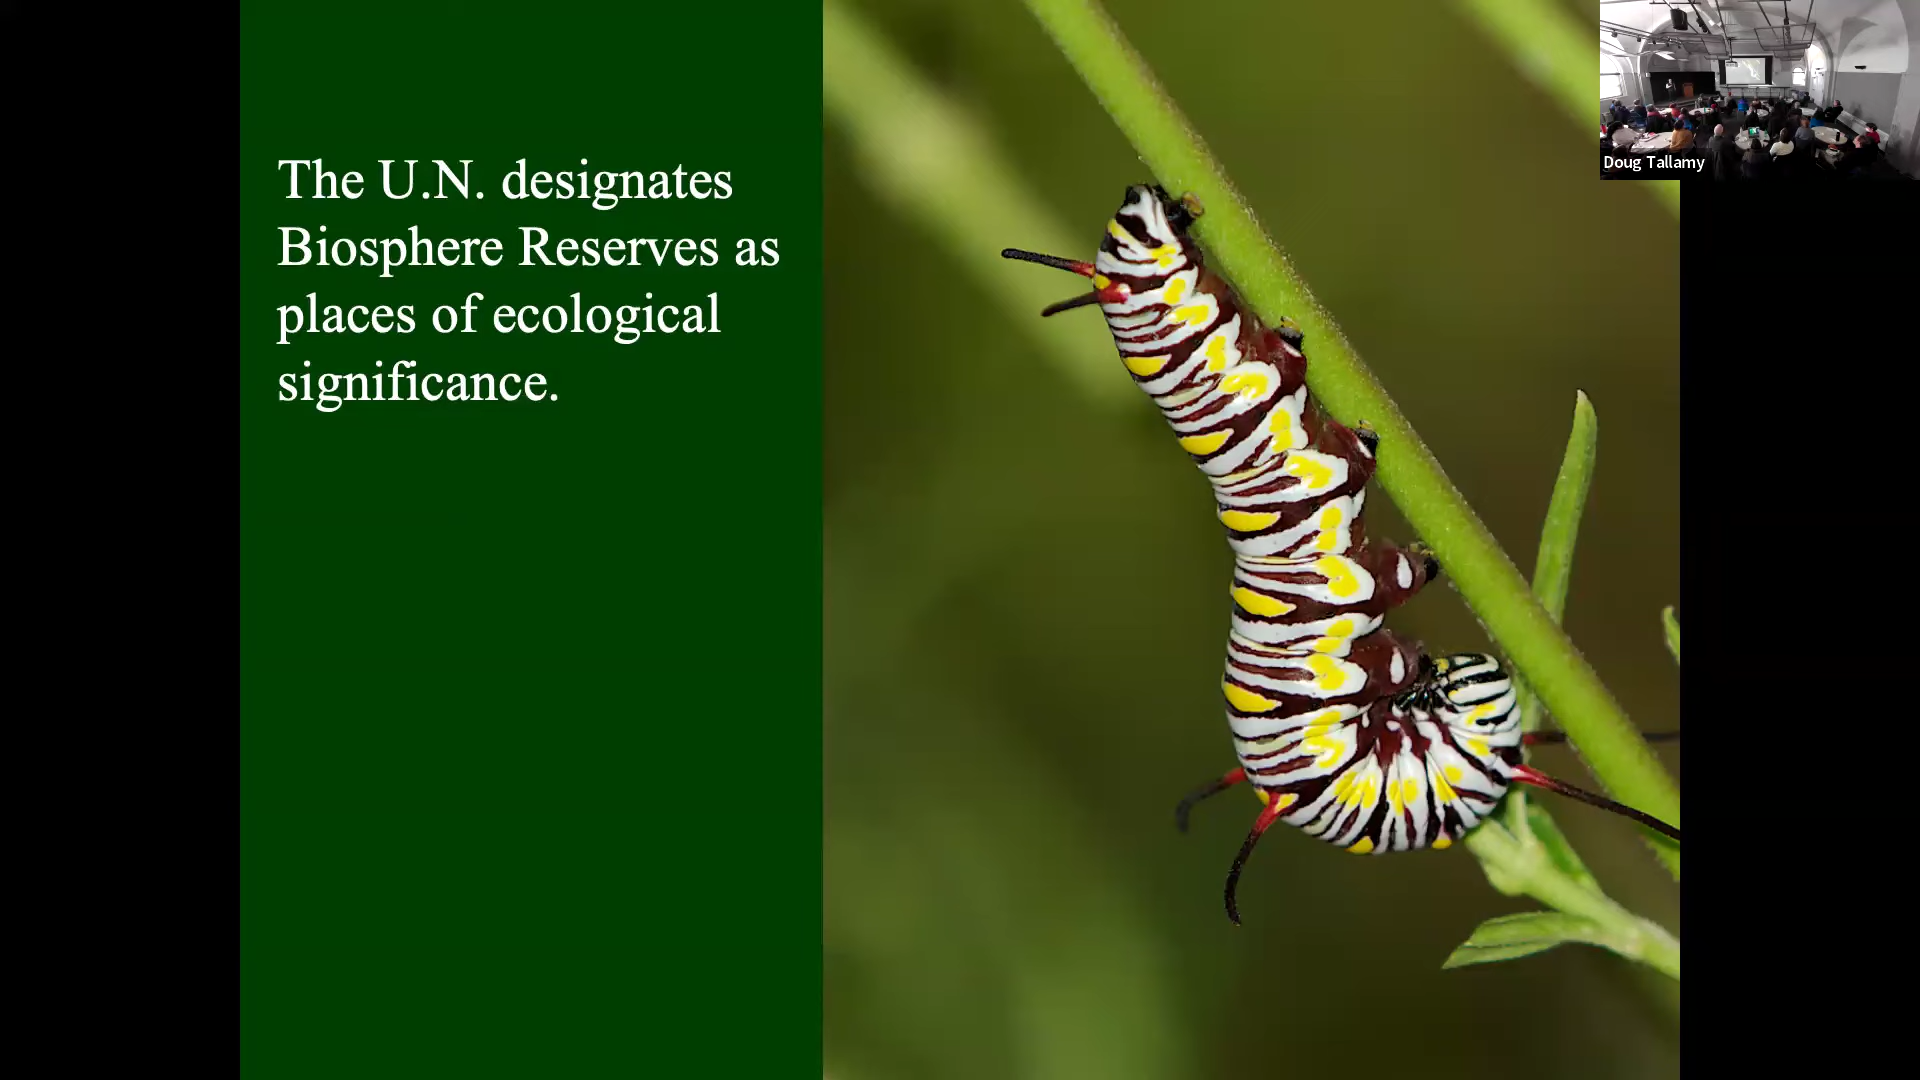 The U.N. designates
Biosphere Reserves as
places of ecological
significance.
Doug Tallamy